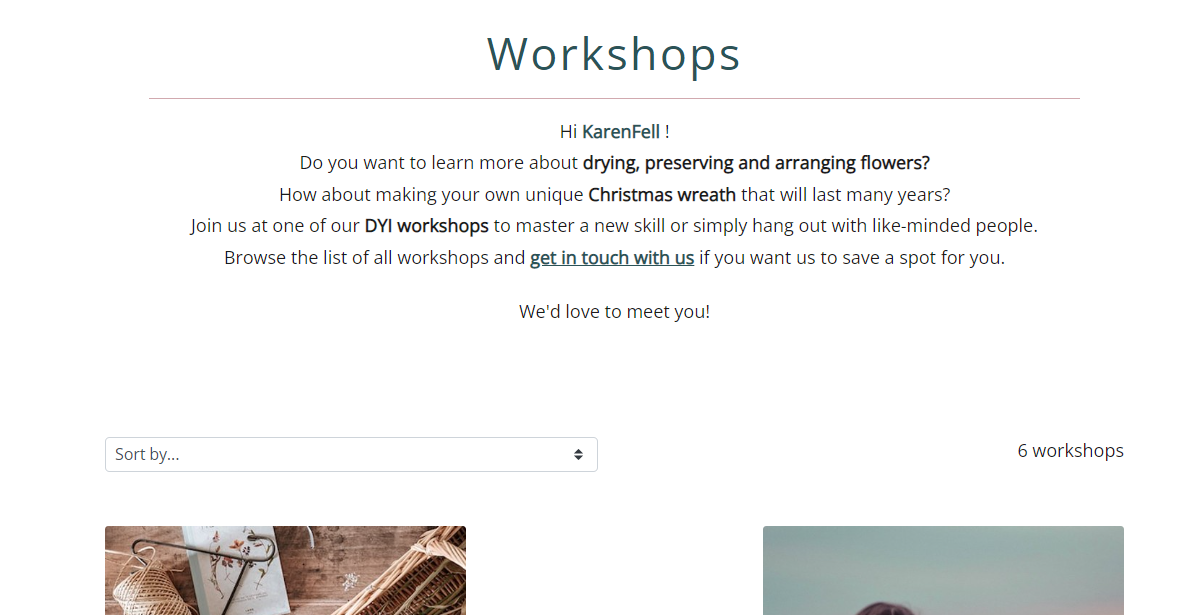 Workshops
Hi KarenFell !
Do you want to learn more about drying, preserving and arranging flowers?
How about making your own unique Christmas wreath that will last many years?
Join us at one of our DYI workshops to master a new skill or simply hang out with like-minded people.
Browse the list of all workshops and get in touch with us if you want us to save a spot for you.
We'd love to meet you!
Sort by...
6 workshops